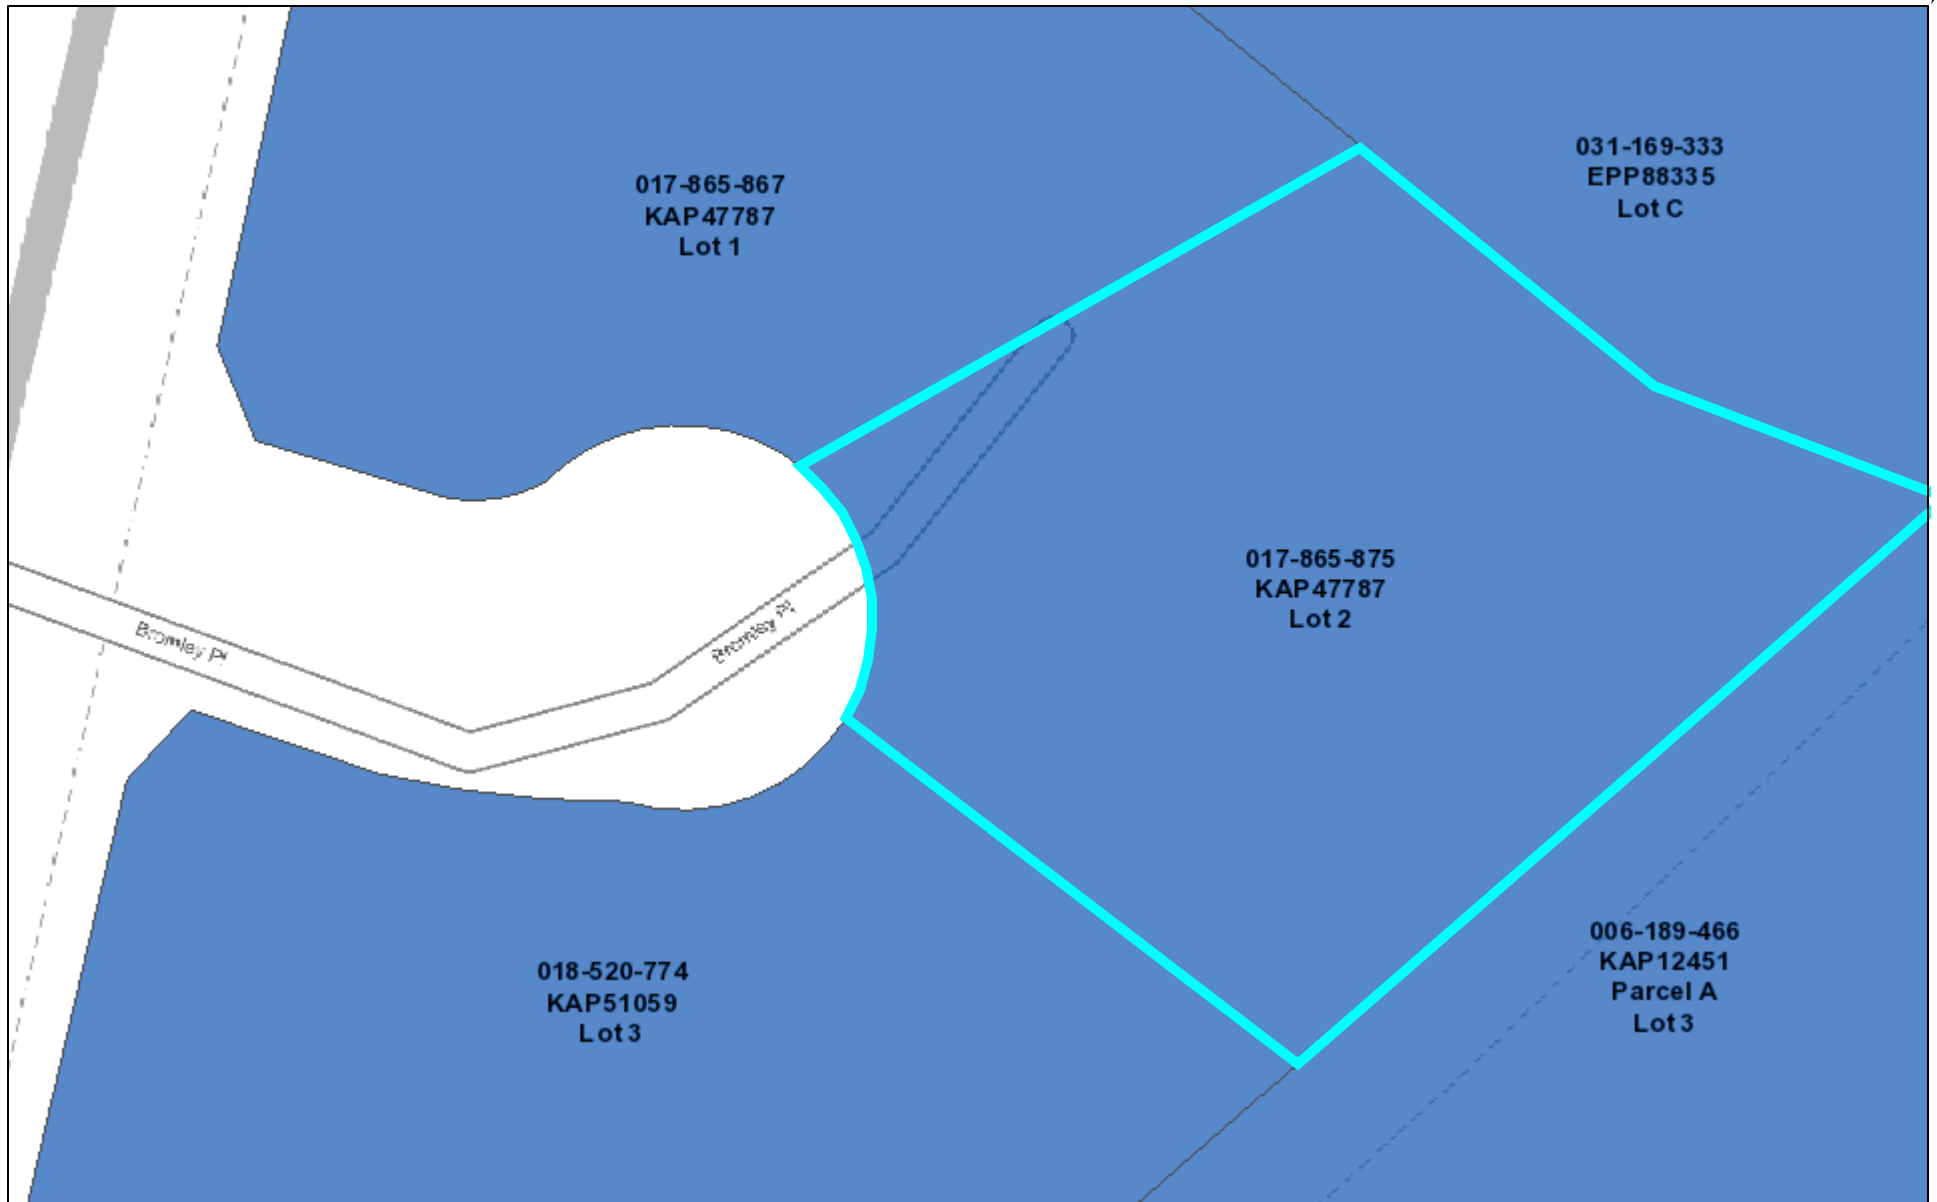 017-865-867
KAP47787
Lot 1
031-169-333
EPP88335
Lot C
017-865-875
KAP47787
Lot 2
Bromley Pl
Bromley Pl
018-520-774
KAP51059
Lot 3
006-189-466
KAP12451
Parcel A
Lot 3